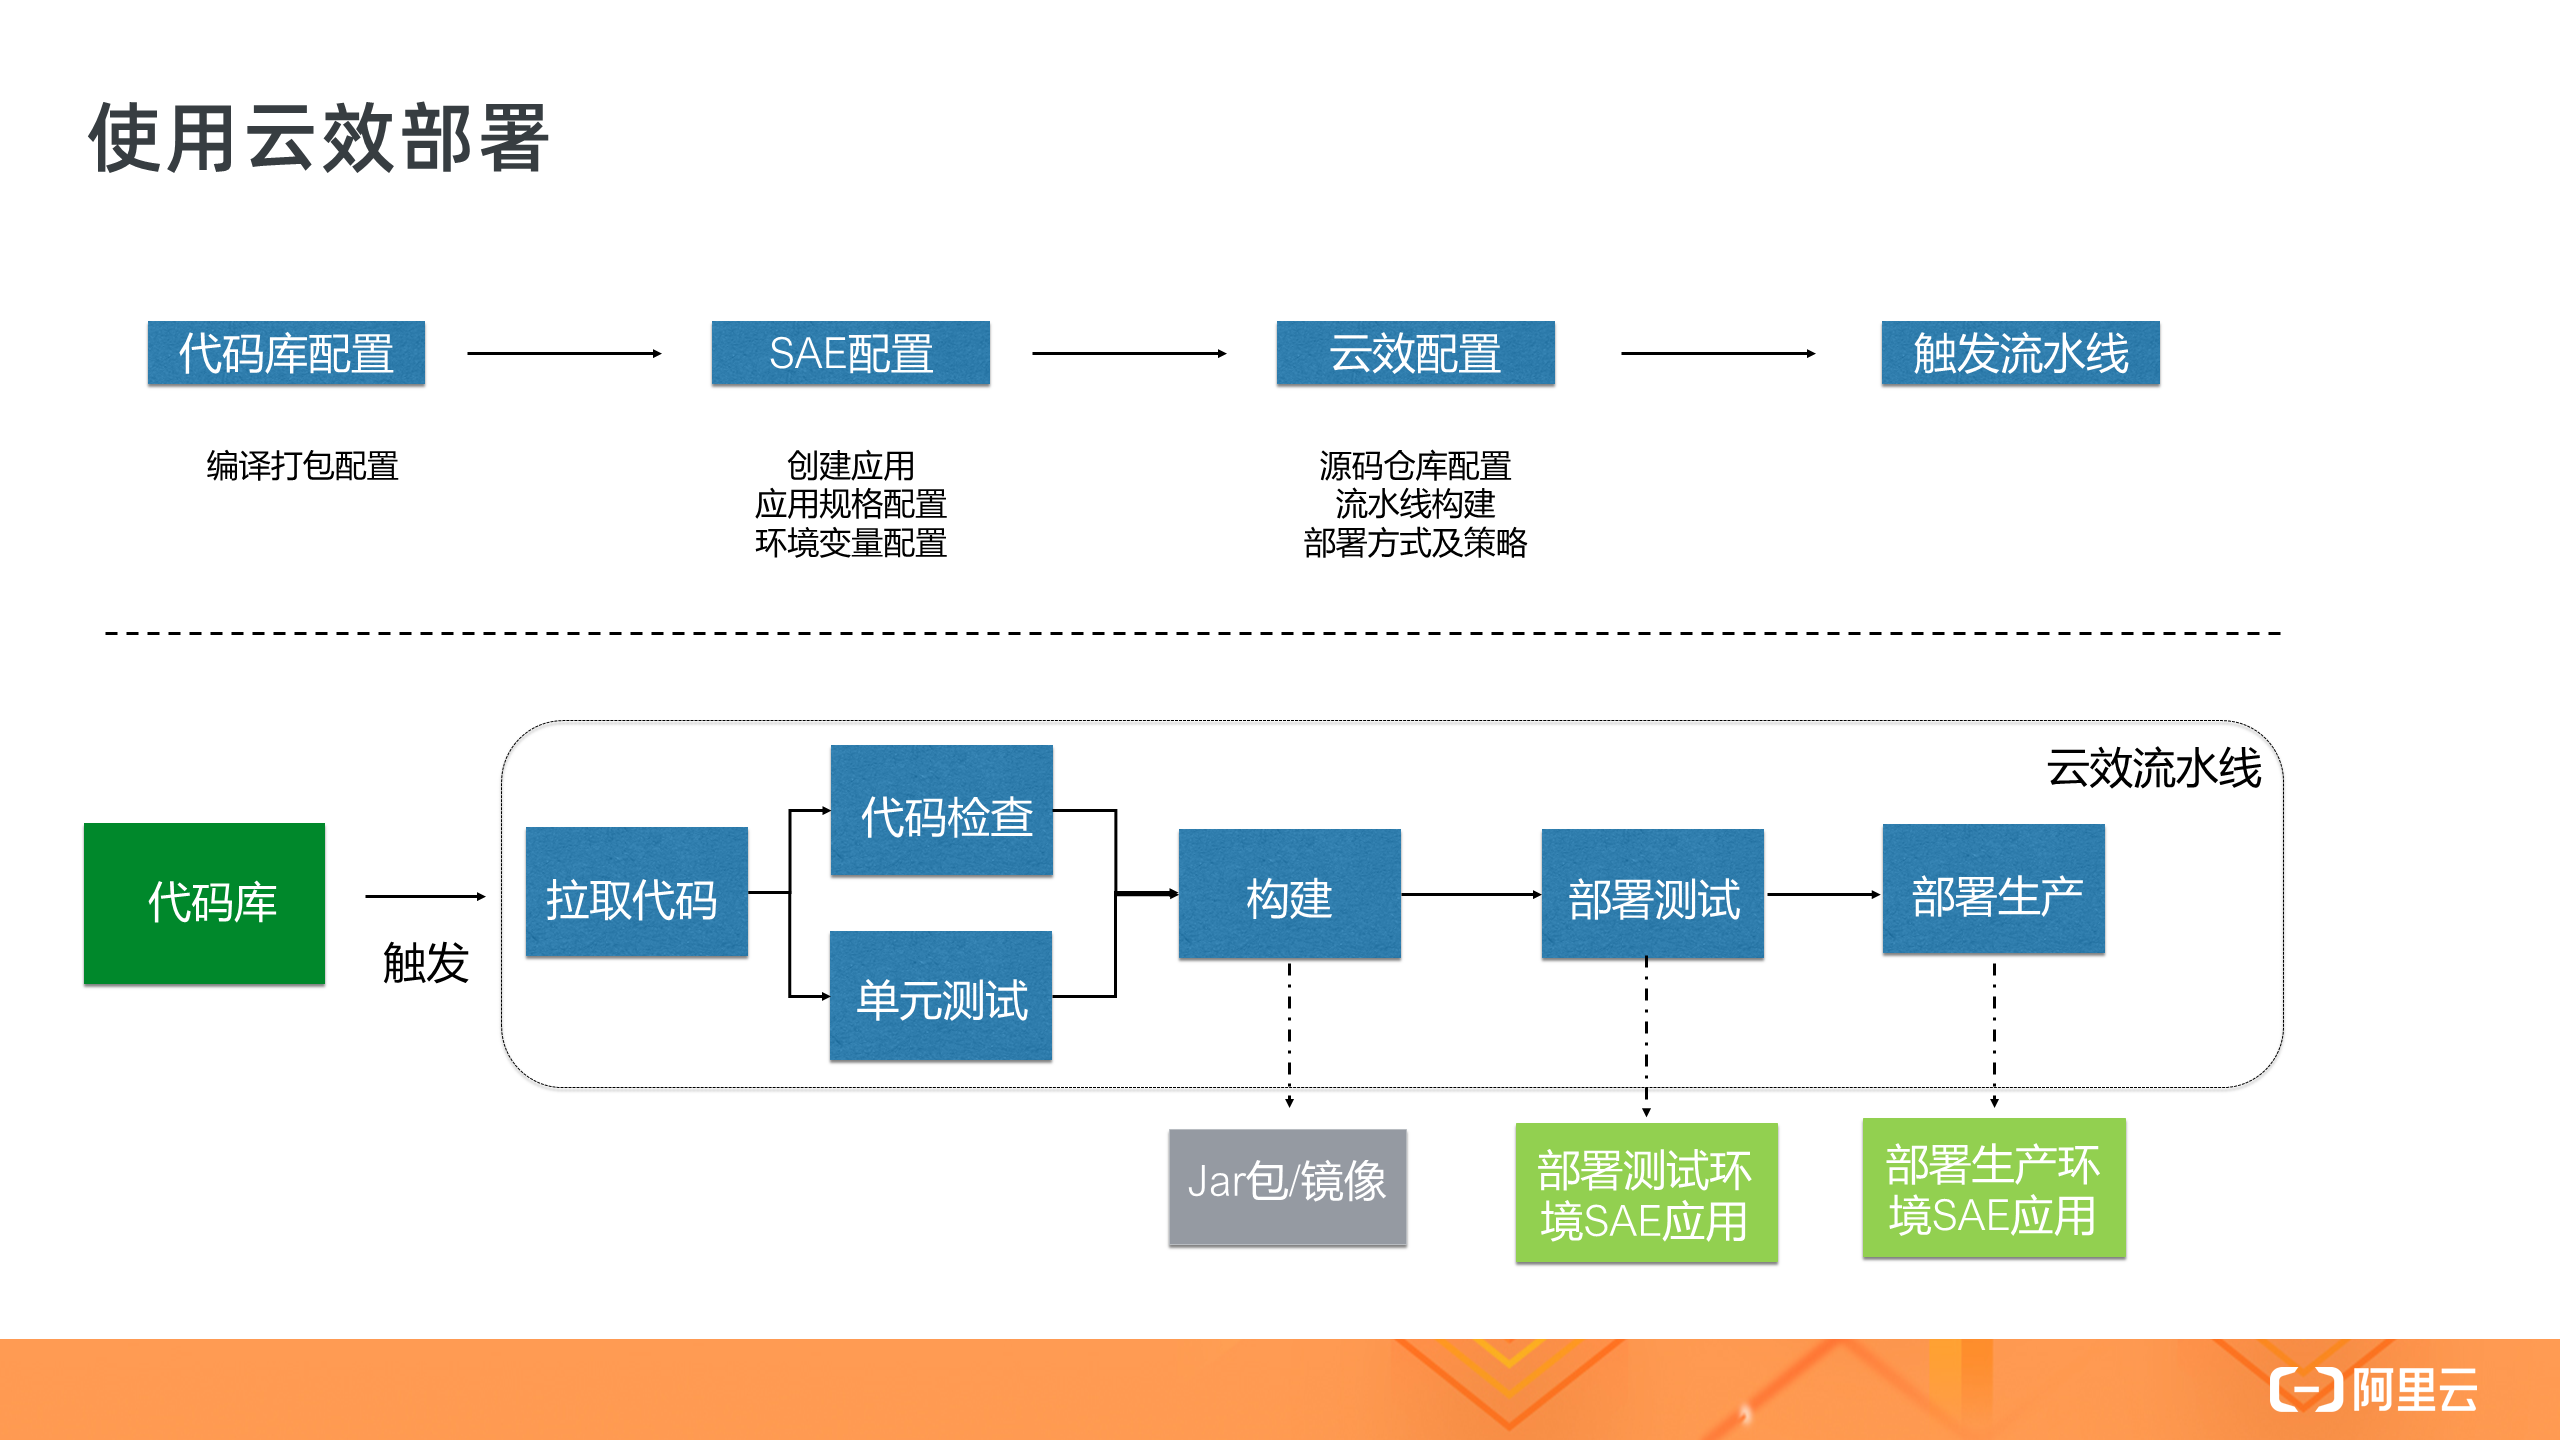 使用云效部署
代码库配置
SAE配置
云效配置
触发流水线
编译打包配置
创建应用
应用规格配置
环境变量配置
源码仓库配置
流水线构建
部署方式及策略
云效流水线
代码库
触发
拉取代码
代码检查
单元测试
构建
部署测试
部署生产
Jar包/镜像
部署测试环
境SAE应用
部署生产环
境SAE应用
阿里云